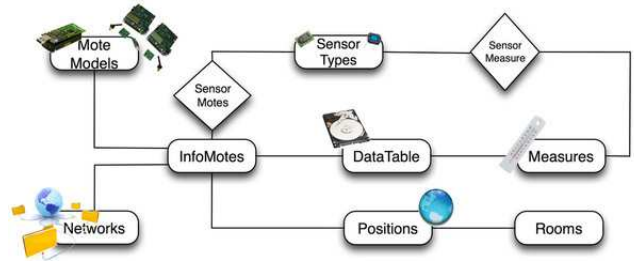 Mote
Models
Sensor
Types
Sensor
Measure
Sensor
Motes
InfoMotes
DataTable
Measures
Networks
Positions
Rooms